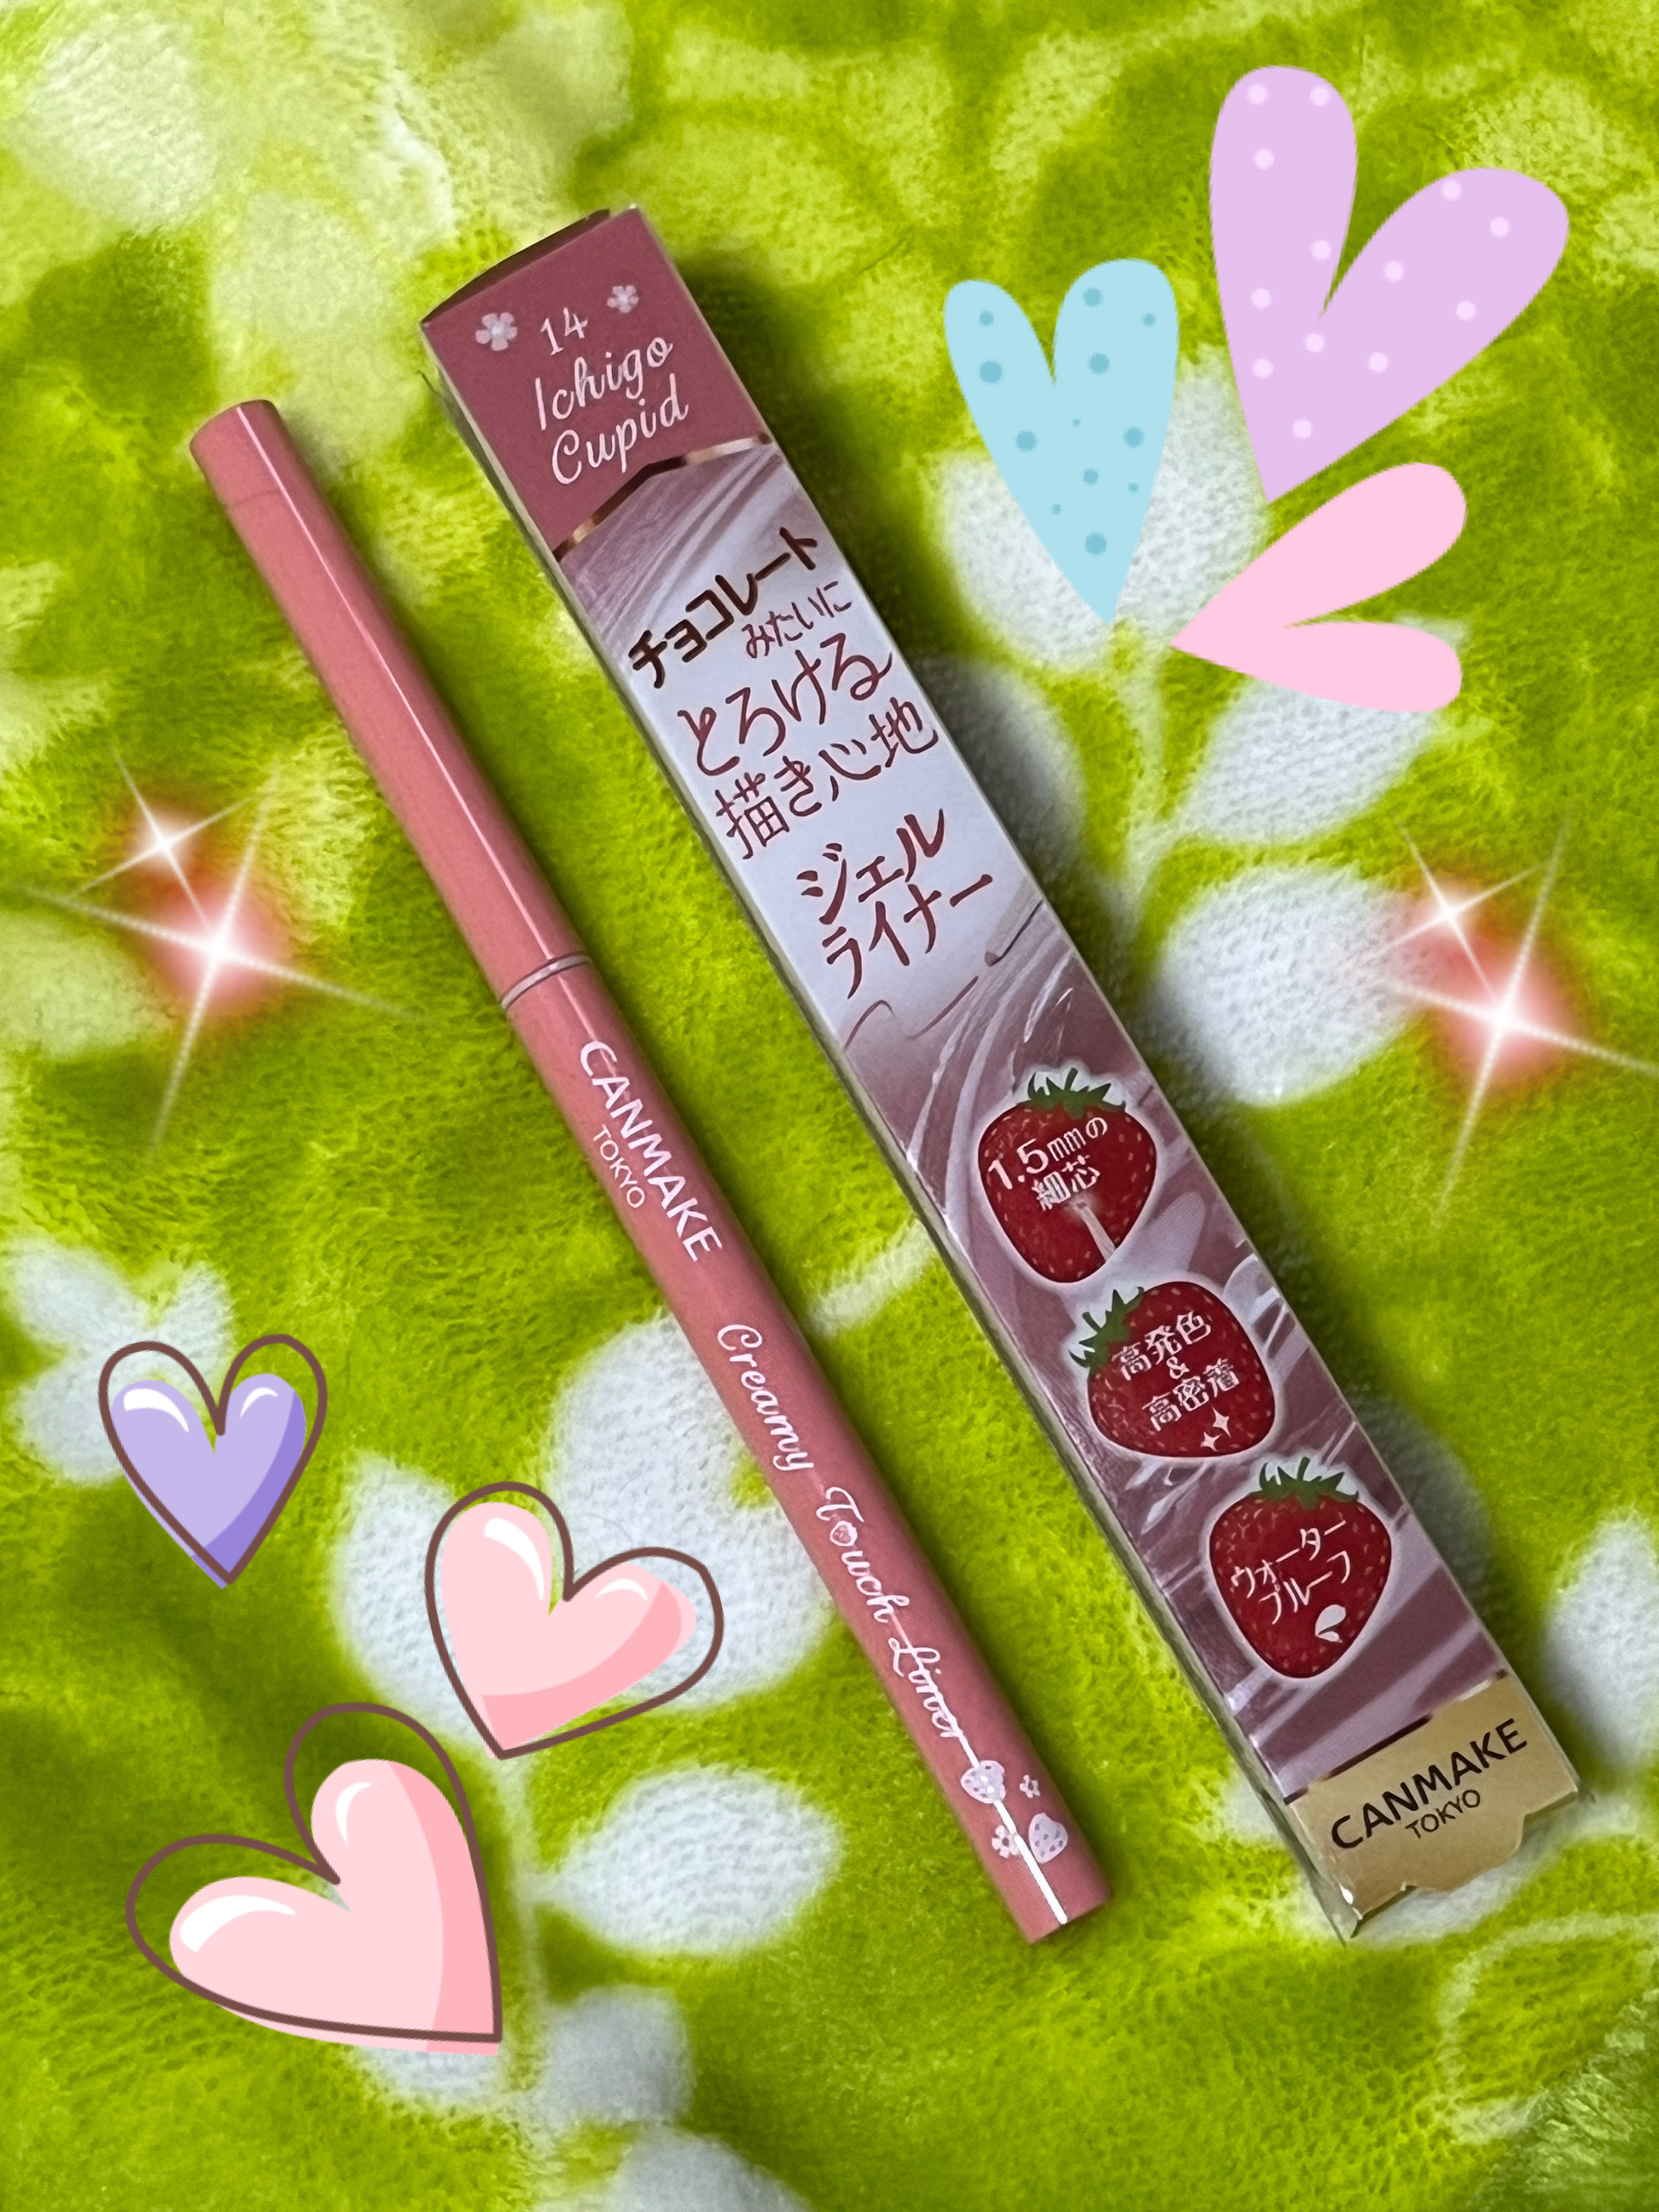 14
Ichigo
Cupid
チョコレート
みたいに
とろける
描き心地
ジェル
ライナー
1.5mmの
細芯
高発色
&
高密着
ウォーター
プルーフ
CANMAKE
TOKYO
CANMAKE
TOKYO
Creamy Touch Liner